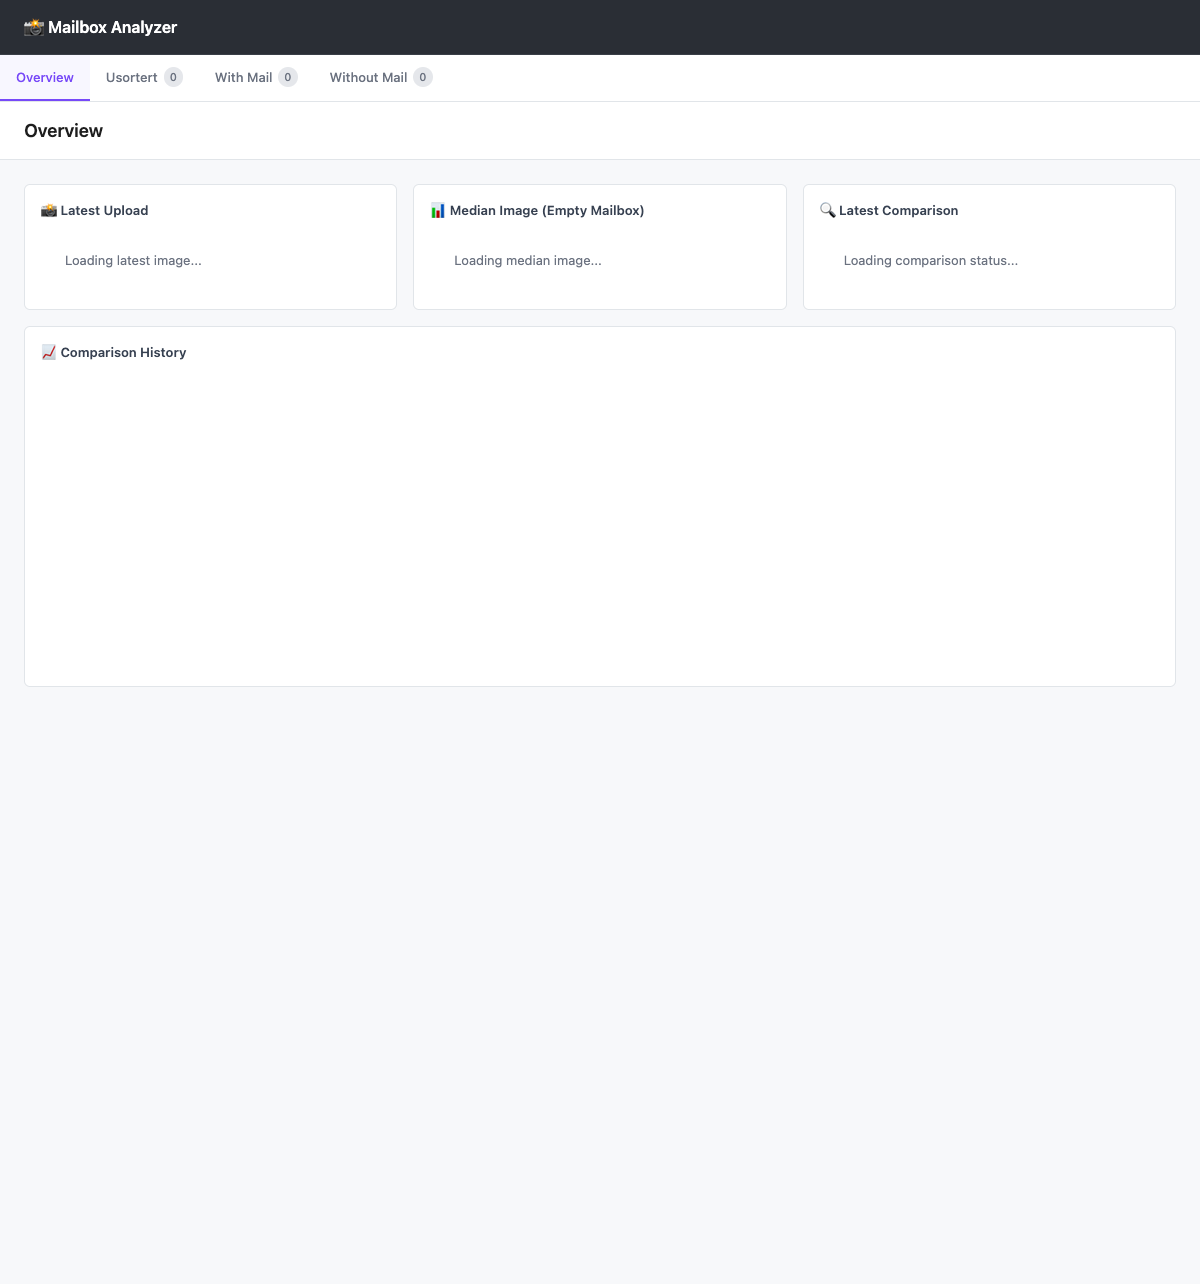 Mailbox Analyzer
Overview
Usortert 0
With Mail 0
Without Mail 0
Overview
Latest Upload
Loading latest image...
Median Image (Empty Mailbox)
Loading median image...
Latest Comparison
Loading comparison status...
Comparison History